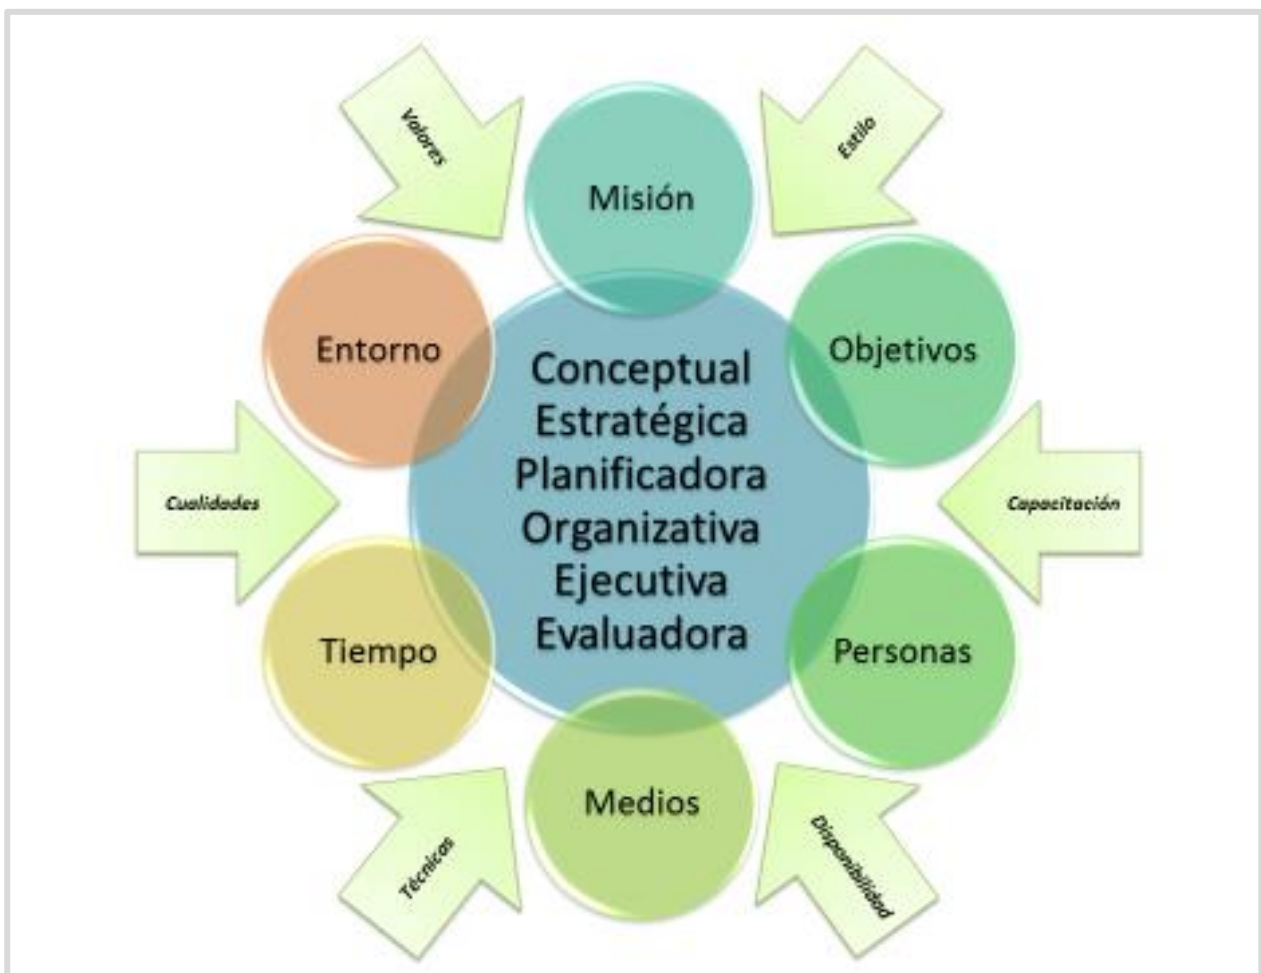 Valores
Estilo
Misión
Entorno
Objetivos
Conceptual
Estratégica
Planificadora
Organizativa
Ejecutiva
Evaluadora
Cualidades
Capacitación
Tiempo
Personas
Medios
Técnicas
Disponibilidad